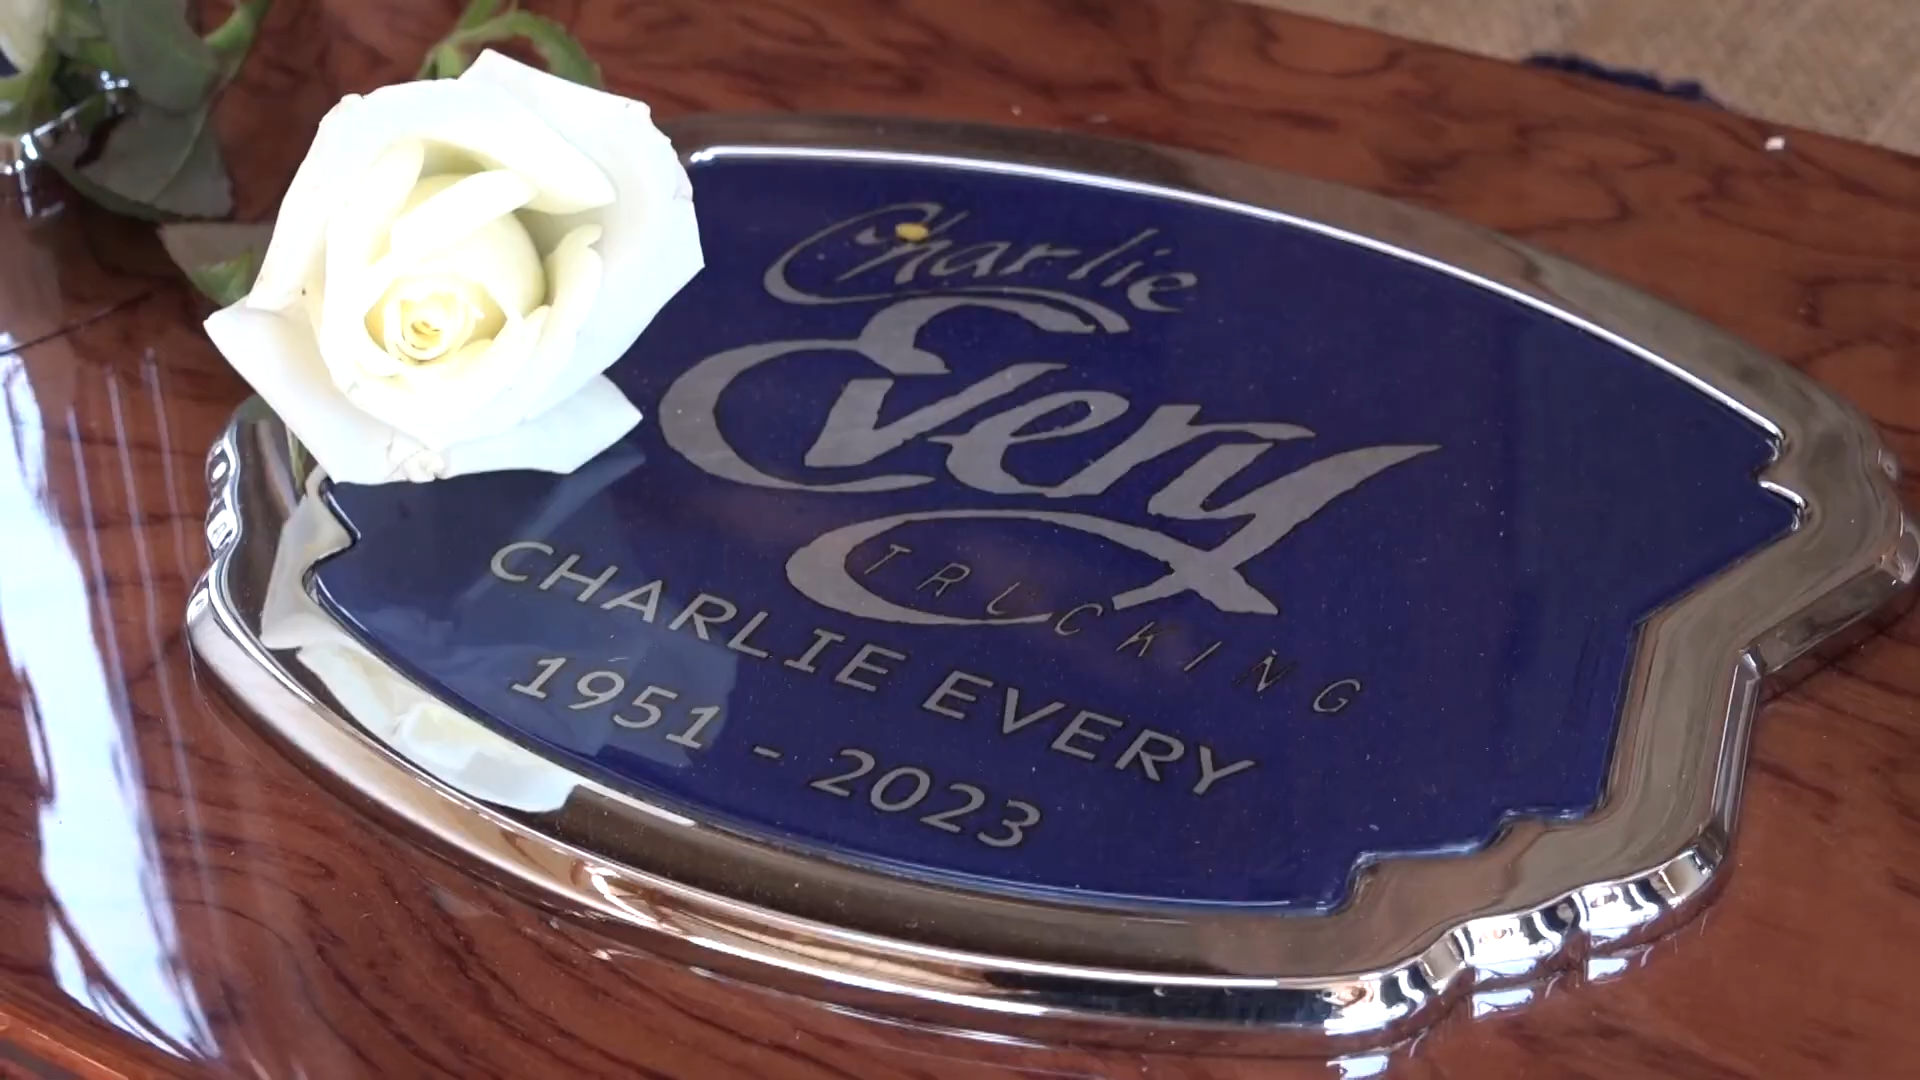 Charlie
Every
TRUCKING
CHARLIE EVERY
1951 - 2023